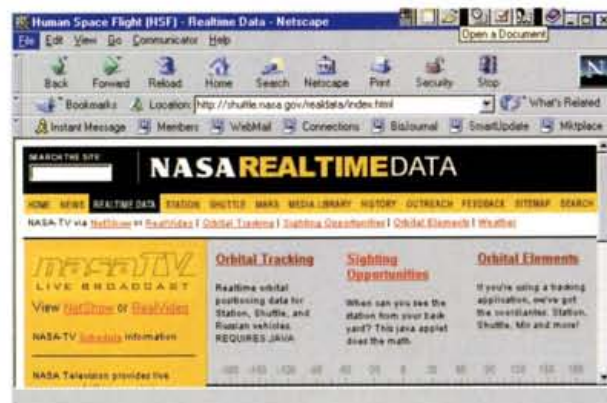 Human Space Flight (HSF) - Realtime Data - Netscape
Open a Document
File Edit View Go Communicator Help
Back Forward Reload Home Search Netscape Print Security Stop
N
Bookmarks Location: http://shuttle.nasa.gov/realdata/index.html What's Related
Instant Message Members WebMail Connections BizJournal SmartUpdate Mktplace
SEARCH THE SITE
NASA REALTIME DATA
HOME NEWS REALTIME DATA STATION SHUTTLE MARS MEDIA LIBRARY HISTORY OUTREACH FEEDBACK SITEMAP SEARCH
NASA-TV via NetShow or RealVideo | Orbital Tracking | Sighting Opportunities | Orbital Elements | Weather
nasaTV
LIVE BROADCAST
View NetShow or RealVideo
NASA-TV Schedule information
NASA Television provides live
Orbital Tracking
Realtime orbital
positioning data for
Station, Shuttle, and
Russian vehicles.
REQUIRES JAVA
Sighting
Opportunities
When can you see the
station from your back
yard? This java applet
does the math
Orbital Elements
If you're using a tracking
application, we've got
the coordiantes. Station,
Shuttle, Mir and more!